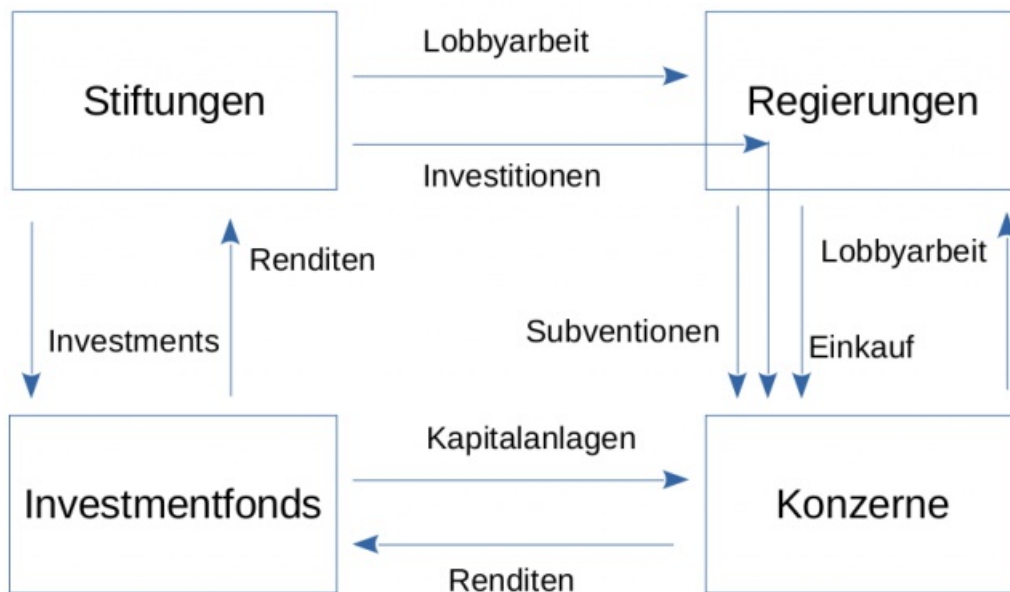 Lobbyarbeit
Stiftungen
Regierungen
Investitionen
Renditen
Lobbyarbeit
Investments
Subventionen
Einkauf
Kapitalanlagen
Investmentfonds
Konzerne
Renditen